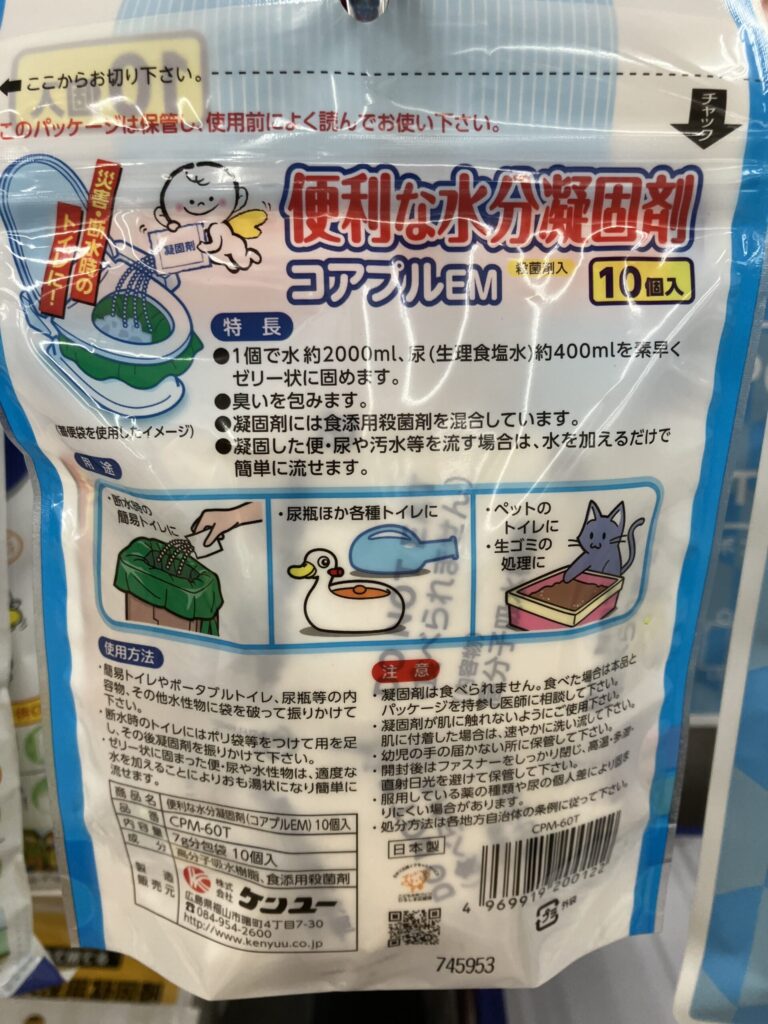 ここからお切り下さい。
このパッケージは保管し、使用前によく読んでお使い下さい。
チャック
災害・断水時の
トイレに！
凝固剤
便利な水分凝固剤
コアプルEM
殺菌剤入
10個入
特長
●1個で水 約2000ml、尿(生理食塩水)約400mlを素早く
ゼリー状に固めます。
●臭いを包みます。
●凝固剤には食添用殺菌剤を混合しています。
●凝固した便・尿や汚水等を流す場合は、水を加えるだけで
簡単に流せます。
用途
・断水時の
簡易トイレに
・尿瓶ほか各種トイレに
・ペットの
トイレに
・生ゴミの
処理に
使用方法
・簡易トイレやポータブルトイレ、尿瓶等の内
容物、その他水性物に袋を破って振りかけて
下さい。
・断水時のトイレにはポリ袋等をつけて用を足
し、その後凝固剤を振りかけて下さい。
・ゼリー状に固まった便・尿や水性物は、適度な
水を加えることによりおも湯状になり簡単に
流せます。
注意
・凝固剤は食べられません。食べた場合は本品と
パッケージを持参し医師に相談して下さい。
・凝固剤が肌に触れないようにご使用下さい。
肌に付着した場合は、速やかに洗い流して下さい。
・幼児の手の届かない所に保管して下さい。
・開封後はファスナーをしっかり閉じ、高温・多湿・
直射日光を避けて保管して下さい。
・服用している薬の種類や尿の個人差により固ま
りにくい場合があります。
・処分方法は各地方自治体の条例に従って下さい。
商品名 便利な水分凝固剤(コアプルEM) 10個入
品番 CPM-60T
内容量 7g分包袋 10個入
成分 高分子吸水樹脂、食添用殺菌剤
製造
販売元
株式会社 ケンユー
広島県福山市曙町4丁目7-30
☎084-954-2600
http://www.kenyuu.co.jp
日本製
CPM-60T
4 969919 200122
外袋
745953